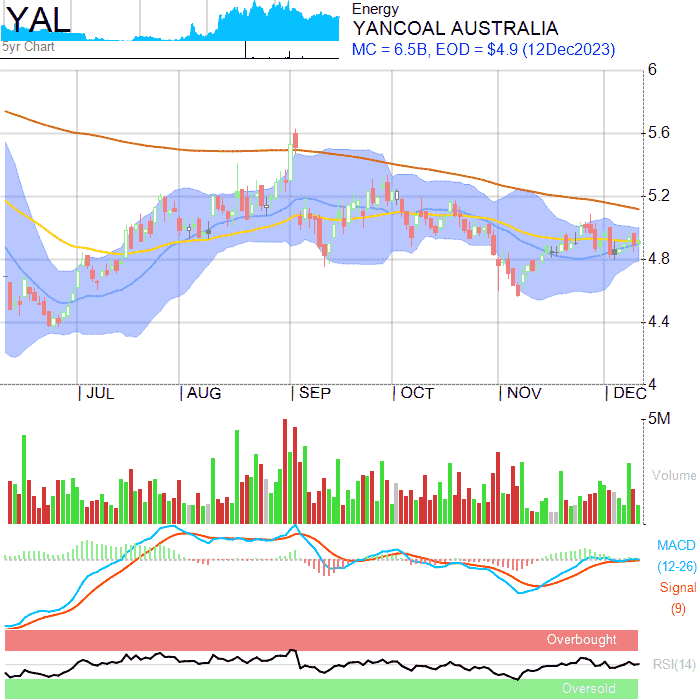 YAL
5yr Chart
Energy
YANCOAL AUSTRALIA
MC = 6.5B, EOD = $4.9 (12Dec2023)
6
5.6
5.2
4.8
4.4
4
JUL AUG SEP OCT NOV DEC
5M
Volume
MACD
(12-26)
Signal
(9)
Overbought
RSI(14)
Oversold